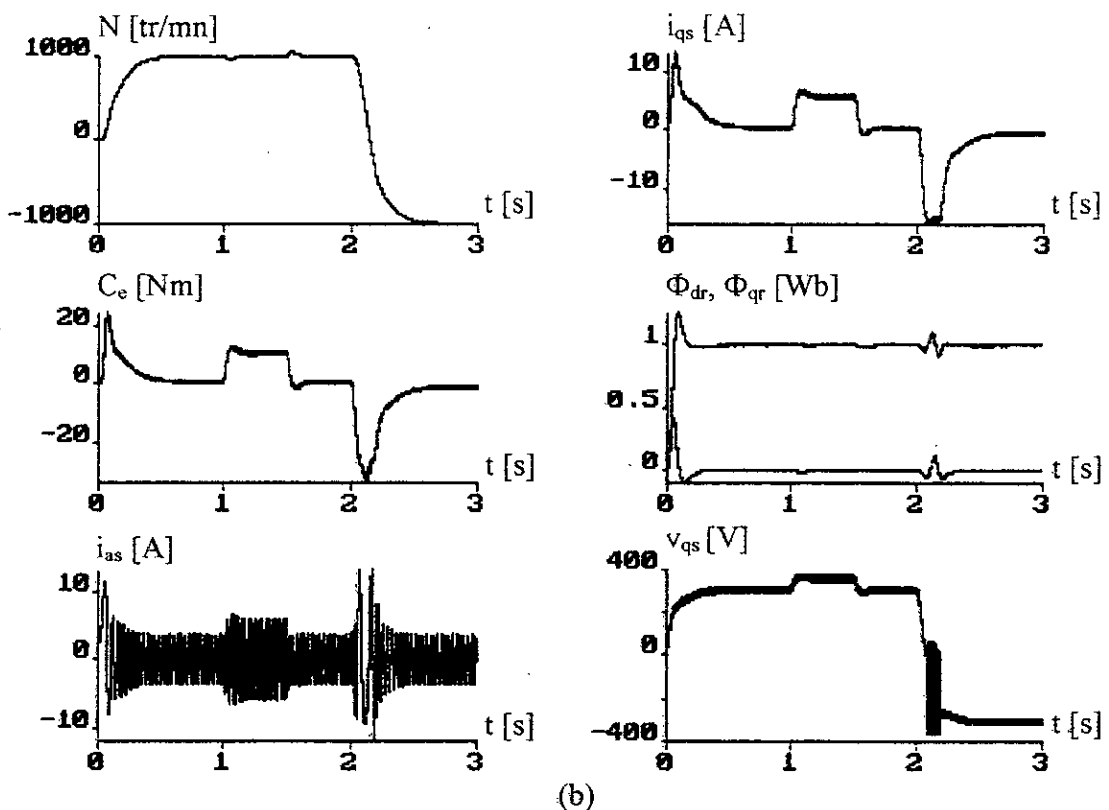 N [tr/mn]
1000
0
-1000
0 1 2 3
t [s]
i_qs [A]
10
0
-10
0 1 2 3
t [s]
C_e [Nm]
20
0
-20
0 1 2 3
t [s]
Φ_dr, Φ_qr [Wb]
1
0.5
0
0 1 2 3
t [s]
i_as [A]
10
0
-10
0 1 2 3
t [s]
v_qs [V]
400
0
-400
0 1 2 3
t [s]
(b)